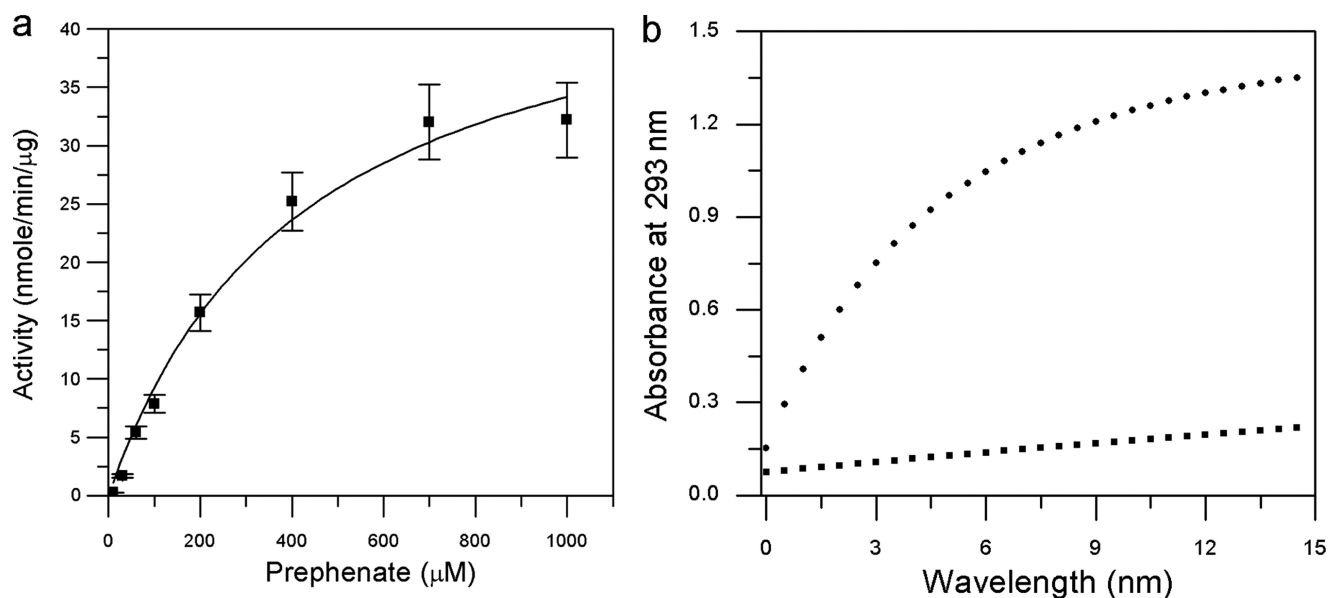 a
Activity (nmole/min/μg)
40
35
30
25
20
15
10
5
0
0 200 400 600 800 1000
Prephenate (μM)
b
Absorbance at 293 nm
1.5
1.2
0.9
0.6
0.3
0.0
0 3 6 9 12 15
Wavelength (nm)